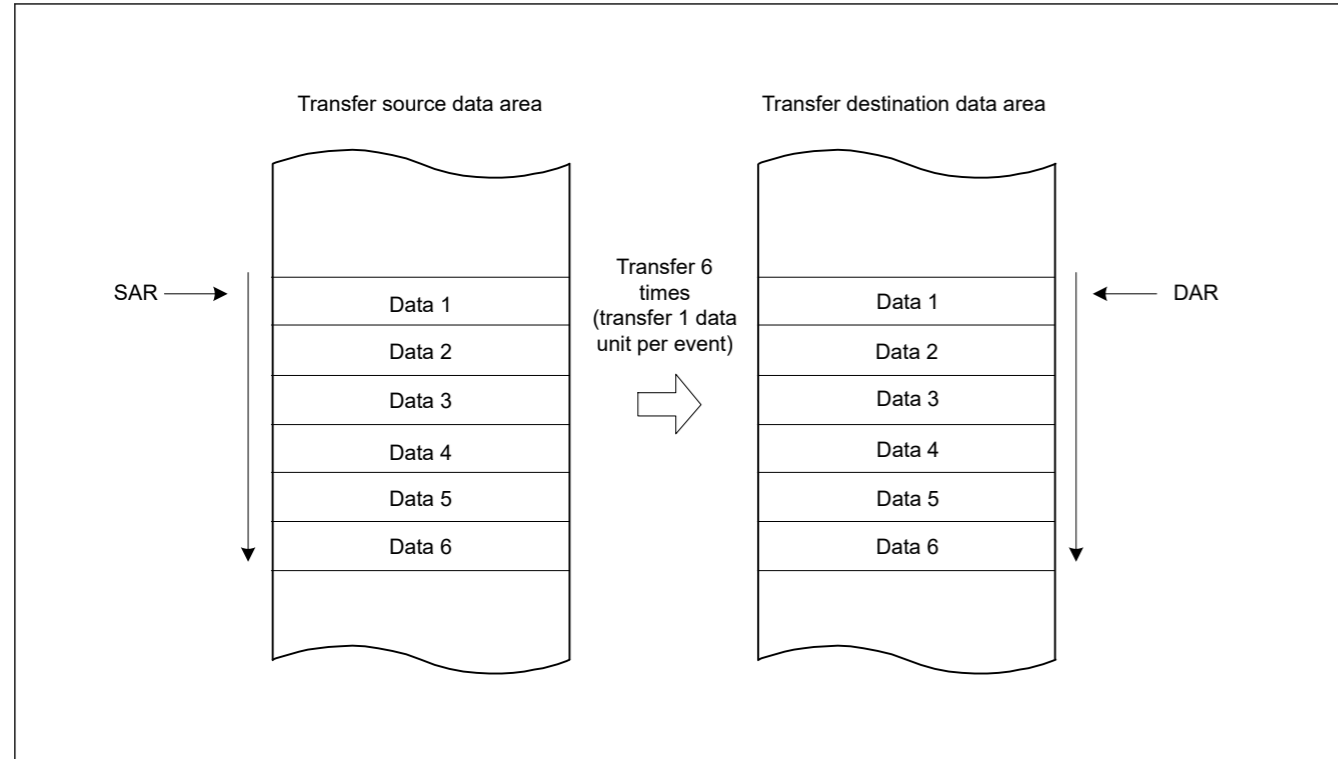 Transfer source data area
Transfer destination data area
SAR
Data 1
Data 2
Data 3
Data 4
Data 5
Data 6
Transfer 6
times
(transfer 1 data
unit per event)
Data 1
Data 2
Data 3
Data 4
Data 5
Data 6
DAR